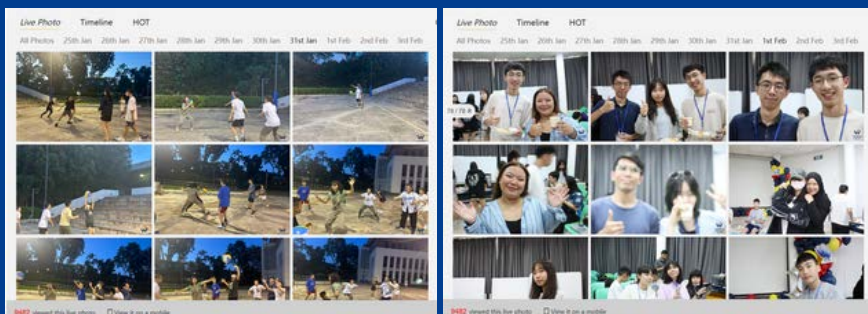 Live Photo Timeline HOT
All Photos 25th Jan 26th Jan 27th Jan 28th Jan 29th Jan 30th Jan 31st Jan 1st Feb 2nd Feb 3rd Feb
9482 viewed this live photo View it on a mobile
Live Photo Timeline HOT
All Photos 25th Jan 26th Jan 27th Jan 28th Jan 29th Jan 30th Jan 31st Jan 1st Feb 2nd Feb 3rd Feb
9482 viewed this live photo View it on a mobile